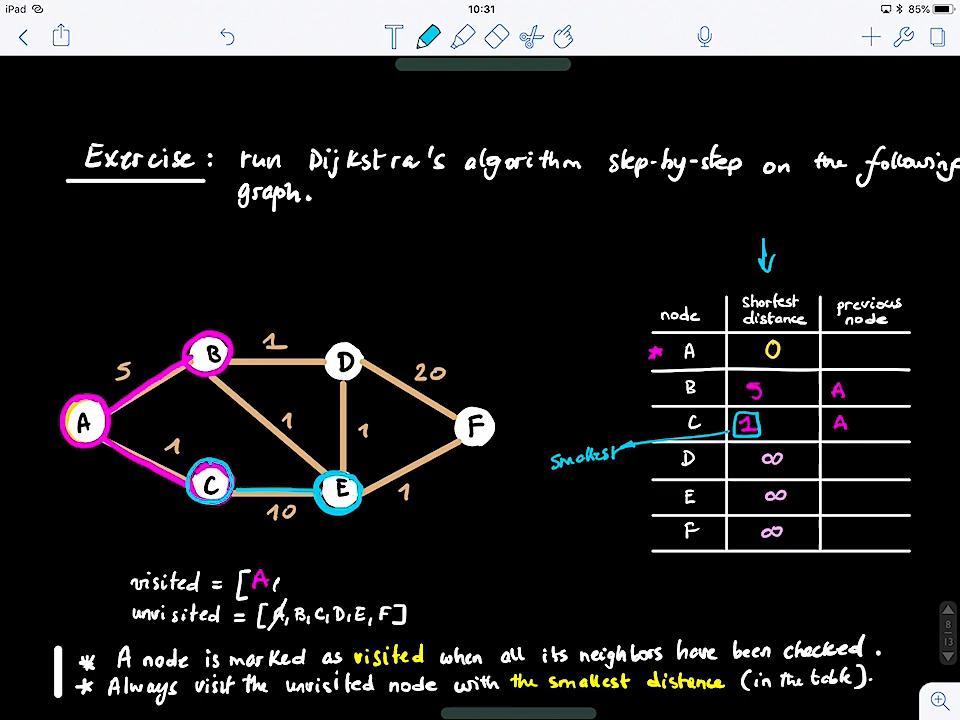 iPad 10:31 85%
Exercise: run Dijkstra's algorithm step-by-step on the following
graph.
node shortest distance previous node
* A 0
B 5 A
C 1 A
D ∞
E ∞
F ∞
smallest
A B C D E F
5 1 1 10 1 1 20 1
visited = [A,
unvisited = [A, B, C, D, E, F]
* A node is marked as visited when all its neighbors have been checked.
* Always visit the unvisited node with the smallest distance (in the table).
8
13